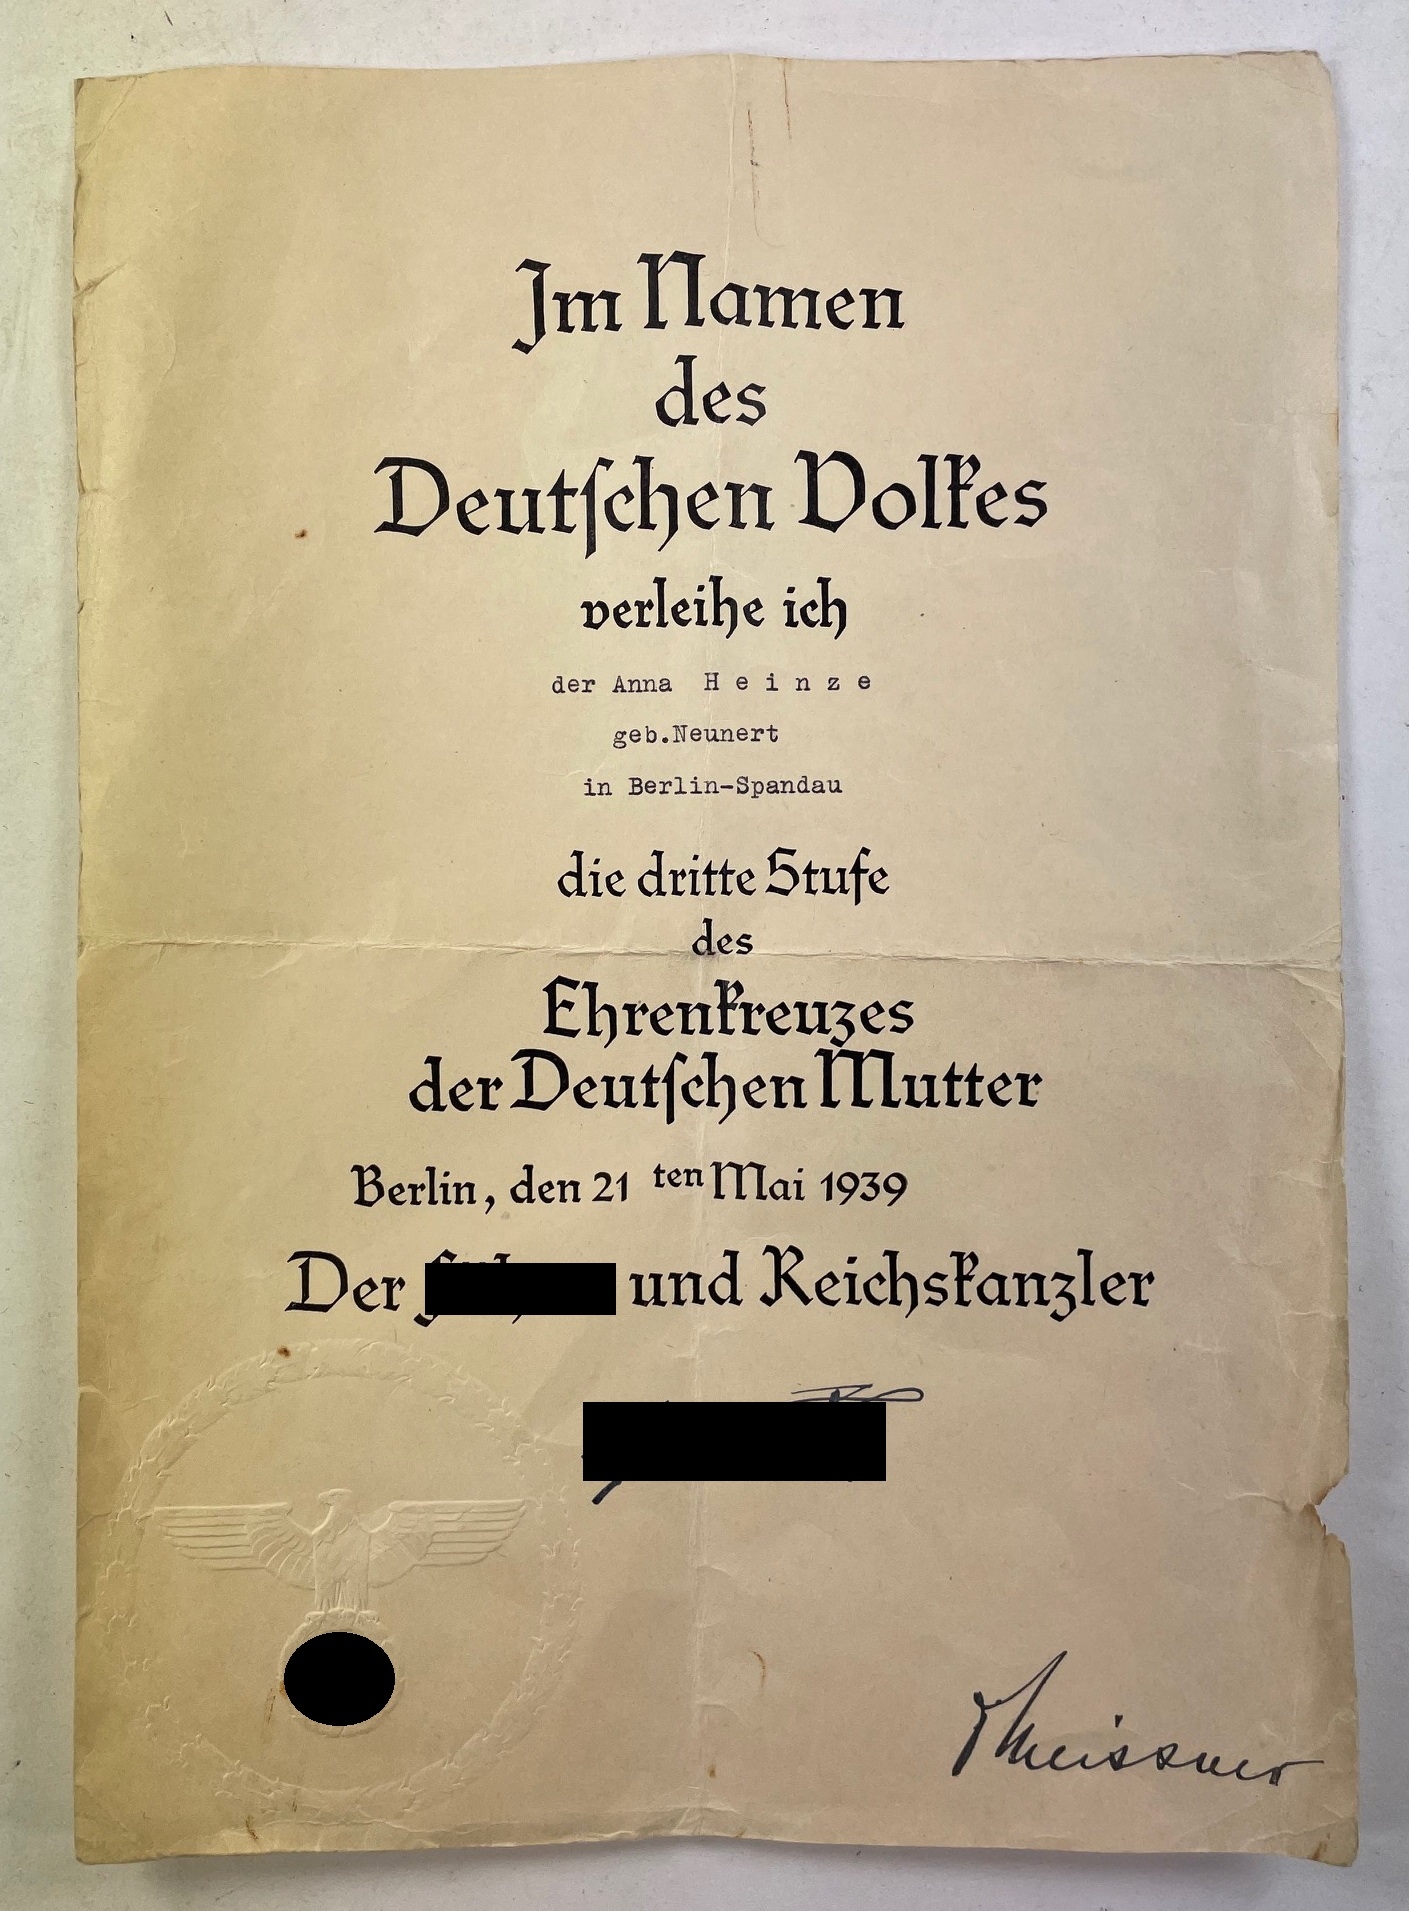 Im Namen
des
Deutſchen Volkes
verleihe ich
der Anna H e i n z e
geb.Neunert
in Berlin-Spandau
die dritte Stufe
des
Ehrenkreuzes
der Deutſchen Mutter
Berlin, den 21 ten Mai 1939
Der und Reichskanzler
Meissner